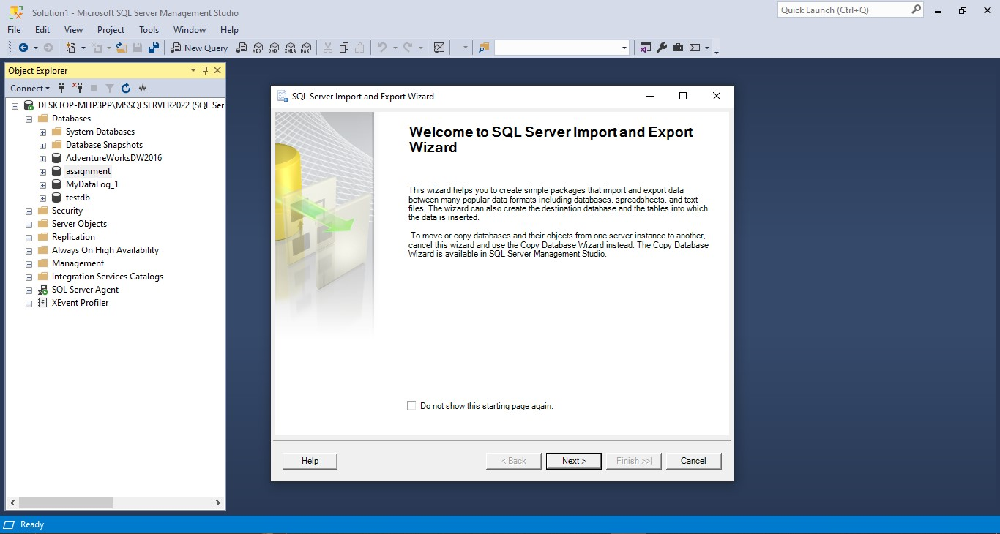 Solution1 - Microsoft SQL Server Management Studio
Quick Launch (Ctrl+Q)
File Edit View Project Tools Window Help
New Query MDX DMX XMLA DAX
Object Explorer
Connect
DESKTOP-MITP3PP\MSSQLSERVER2022 (SQL Ser
Databases
System Databases
Database Snapshots
AdventureWorksDW2016
assignment
MyDataLog_1
testdb
Security
Server Objects
Replication
Always On High Availability
Management
Integration Services Catalogs
SQL Server Agent
XEvent Profiler
SQL Server Import and Export Wizard
Welcome to SQL Server Import and Export
Wizard
This wizard helps you to create simple packages that import and export data
between many popular data formats including databases, spreadsheets, and text
files. The wizard can also create the destination database and the tables into which
the data is inserted.
To move or copy databases and their objects from one server instance to another,
cancel this wizard and use the Copy Database Wizard instead. The Copy Database
Wizard is available in SQL Server Management Studio.
Do not show this starting page again.
Help < Back Next > Finish >>| Cancel
Ready